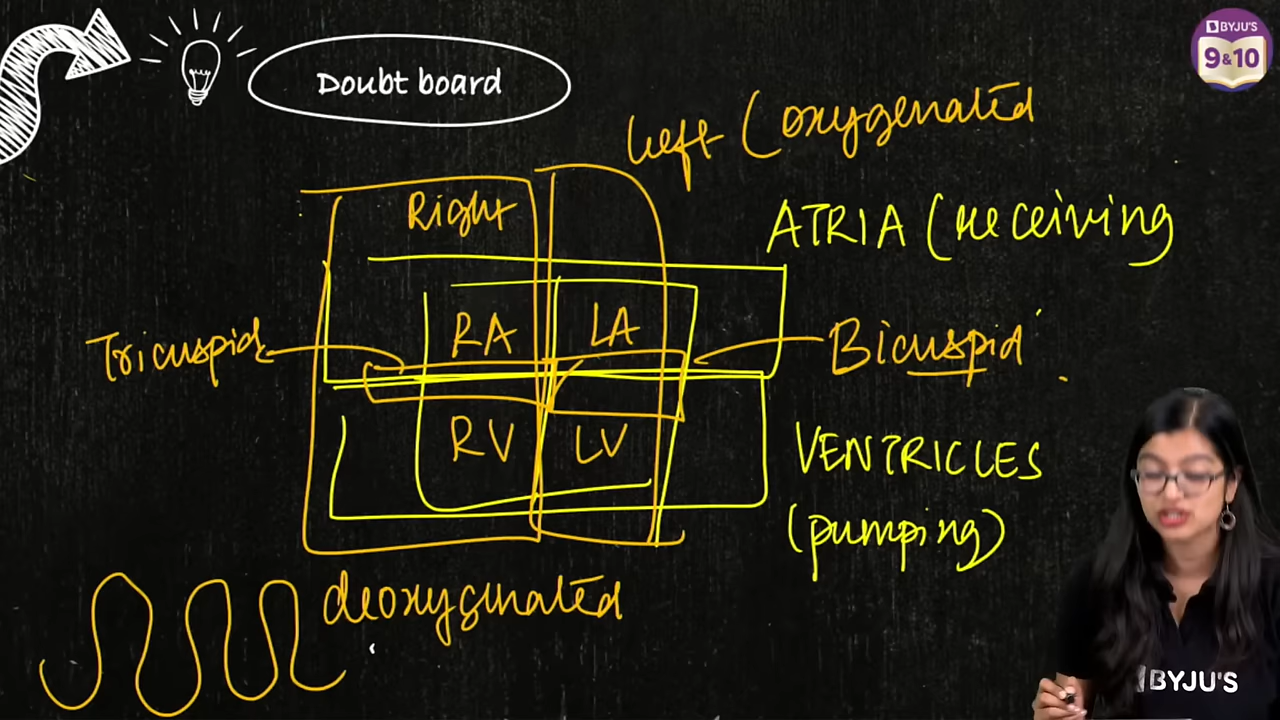 BYJU'S
9&10
Doubt board
Left (oxygenated
Right
ATRIA (receiving
RA LA
Tricuspid
Bicuspid
RV LV
VENTRICLES
(pumping)
deoxygenated
BYJU'S